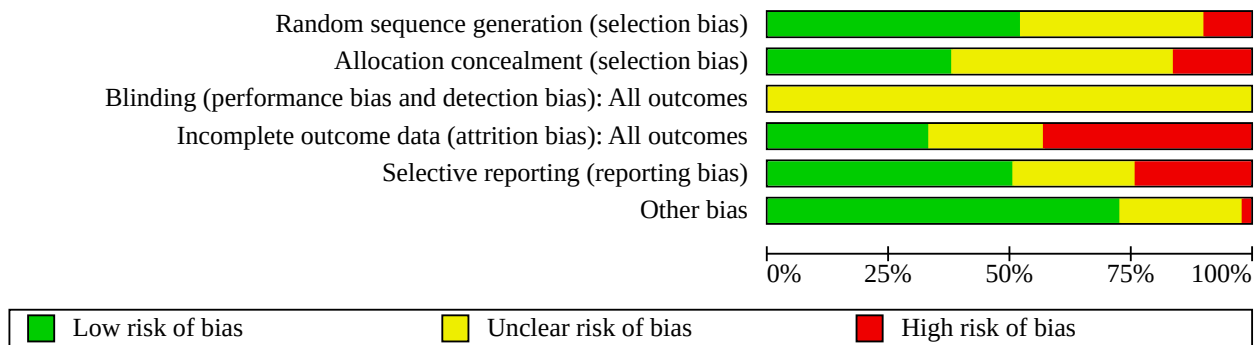 Random sequence generation (selection bias)
Allocation concealment (selection bias)
Blinding (performance bias and detection bias): All outcomes
Incomplete outcome data (attrition bias): All outcomes
Selective reporting (reporting bias)
Other bias
0% 25% 50% 75% 100%
Low risk of bias Unclear risk of bias High risk of bias